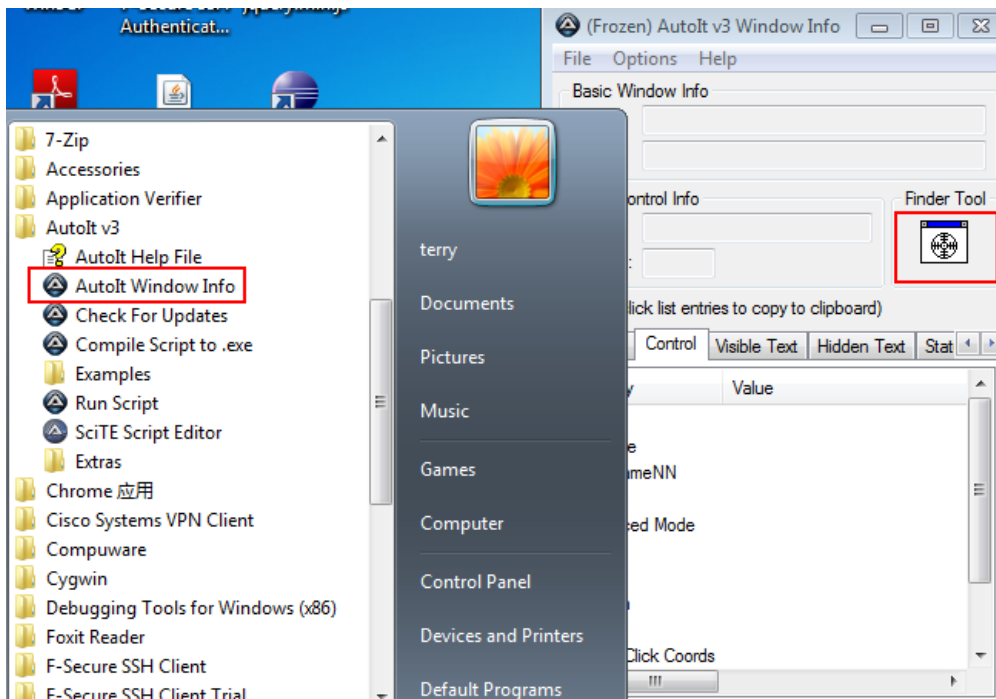 Authenticat...
(Frozen) AutoIt v3 Window Info
File Options Help
Basic Window Info
ontrol Info
Finder Tool
:
lick list entries to copy to clipboard)
Control Visible Text Hidden Text Stat
y Value
e
meNN
ced Mode
Click Coords
7-Zip
Accessories
Application Verifier
AutoIt v3
AutoIt Help File
AutoIt Window Info
Check For Updates
Compile Script to .exe
Examples
Run Script
SciTE Script Editor
Extras
Chrome 应用
Cisco Systems VPN Client
Compuware
Cygwin
Debugging Tools for Windows (x86)
Foxit Reader
F-Secure SSH Client
F-Secure SSH Client Trial
terry
Documents
Pictures
Music
Games
Computer
Control Panel
Devices and Printers
Default Programs